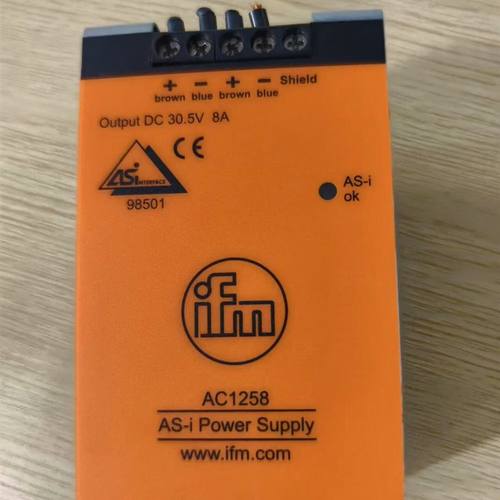 + − + − Shield
brown blue brown blue
Output DC 30.5V 8A
ASi INTERFACE CE
98501
AS-i
ok
ifm
AC1258
AS-i Power Supply
www.ifm.com